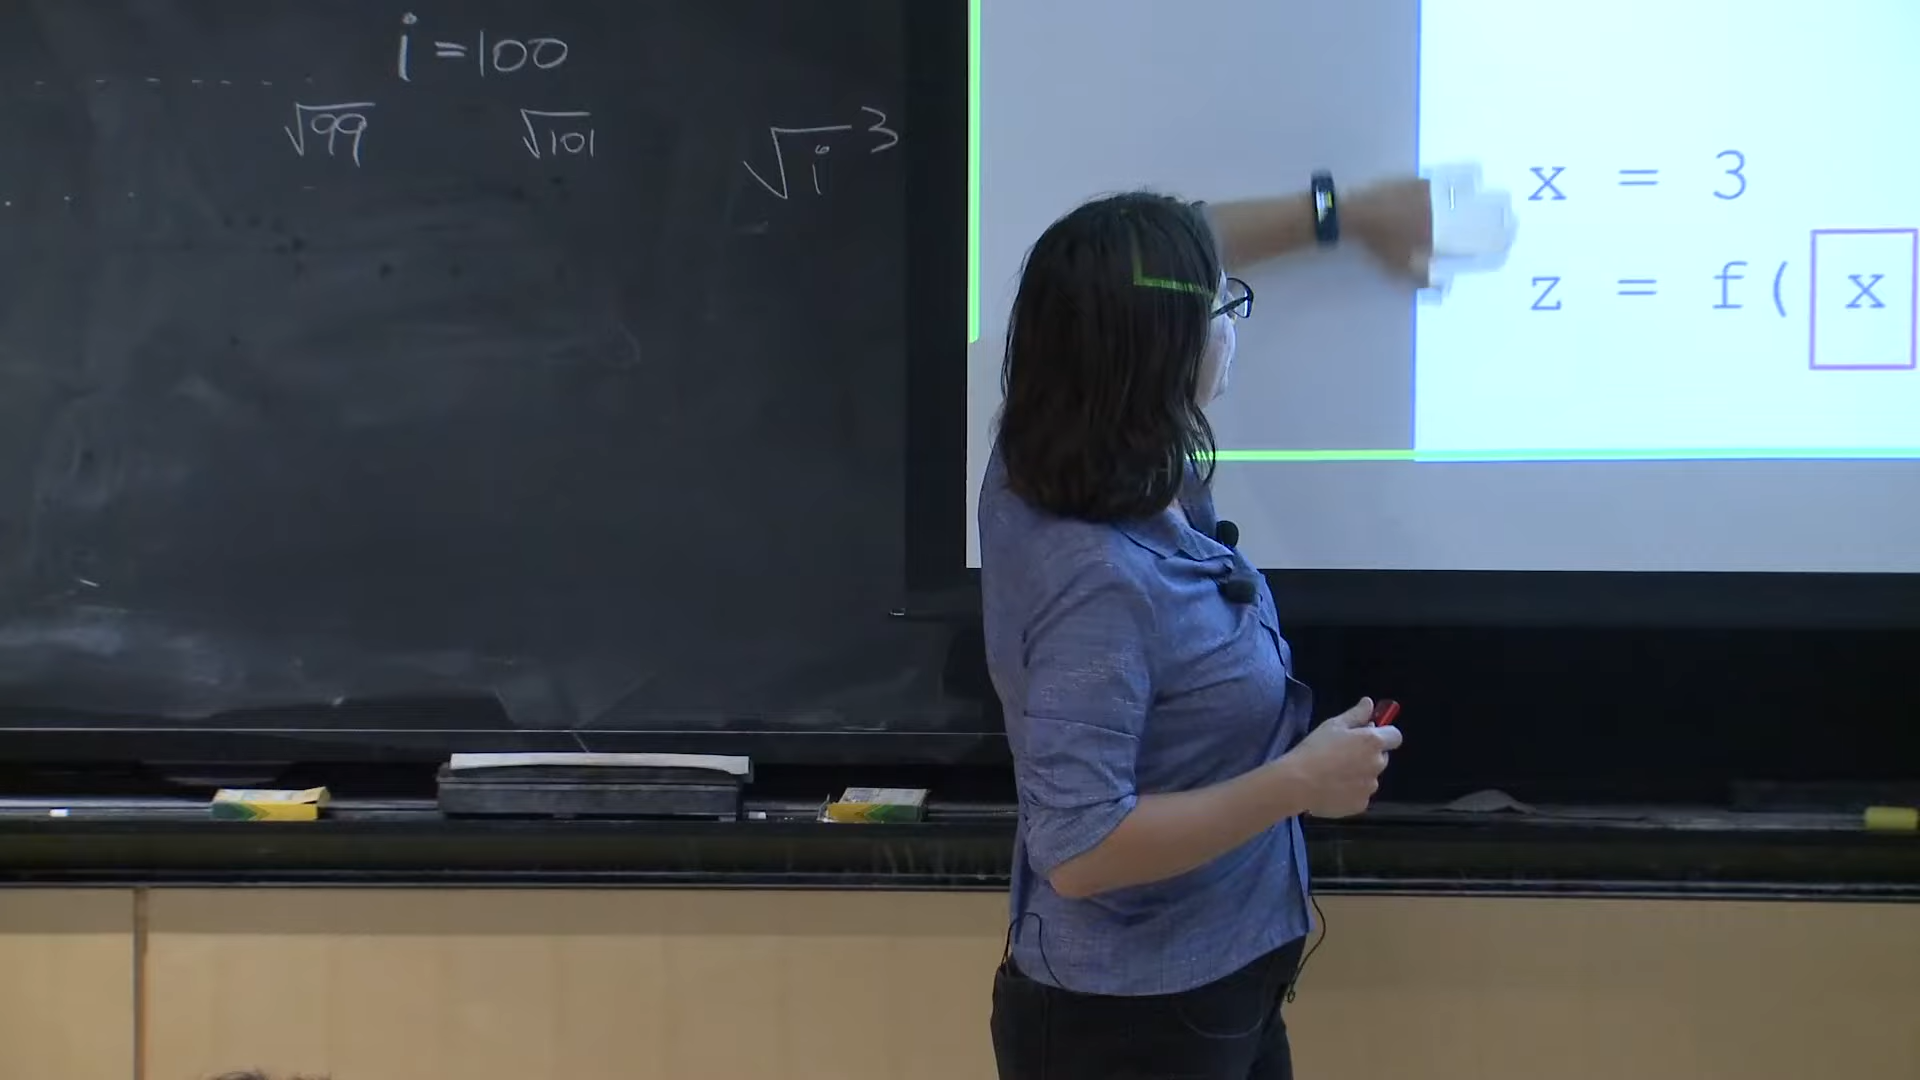 i = 100
√99 √101 √i 3
x = 3
z = f( x